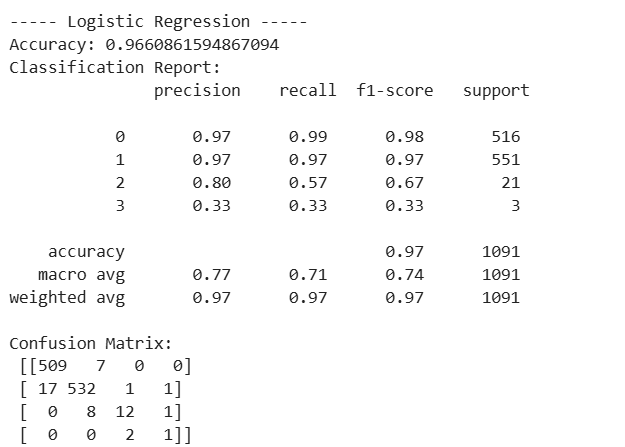 ----- Logistic Regression -----
Accuracy: 0.9660861594867094
Classification Report:
              precision    recall  f1-score   support

           0       0.97      0.99      0.98       516
           1       0.97      0.97      0.97       551
           2       0.80      0.57      0.67        21
           3       0.33      0.33      0.33         3

    accuracy                           0.97      1091
   macro avg       0.77      0.71      0.74      1091
weighted avg       0.97      0.97      0.97      1091

Confusion Matrix:
 [[509   7   0   0]
 [ 17 532   1   1]
 [  0   8  12   1]
 [  0   0   2   1]]